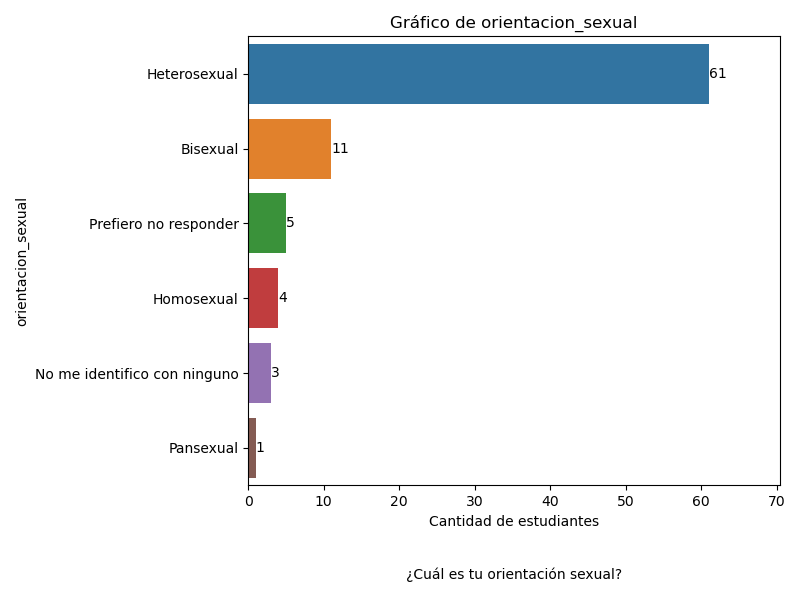 Gráfico de orientacion_sexual
orientacion_sexual
Heterosexual
61
Bisexual
11
Prefiero no responder
5
Homosexual
4
No me identifico con ninguno
3
Pansexual
1
0 10 20 30 40 50 60 70
Cantidad de estudiantes
¿Cuál es tu orientación sexual?